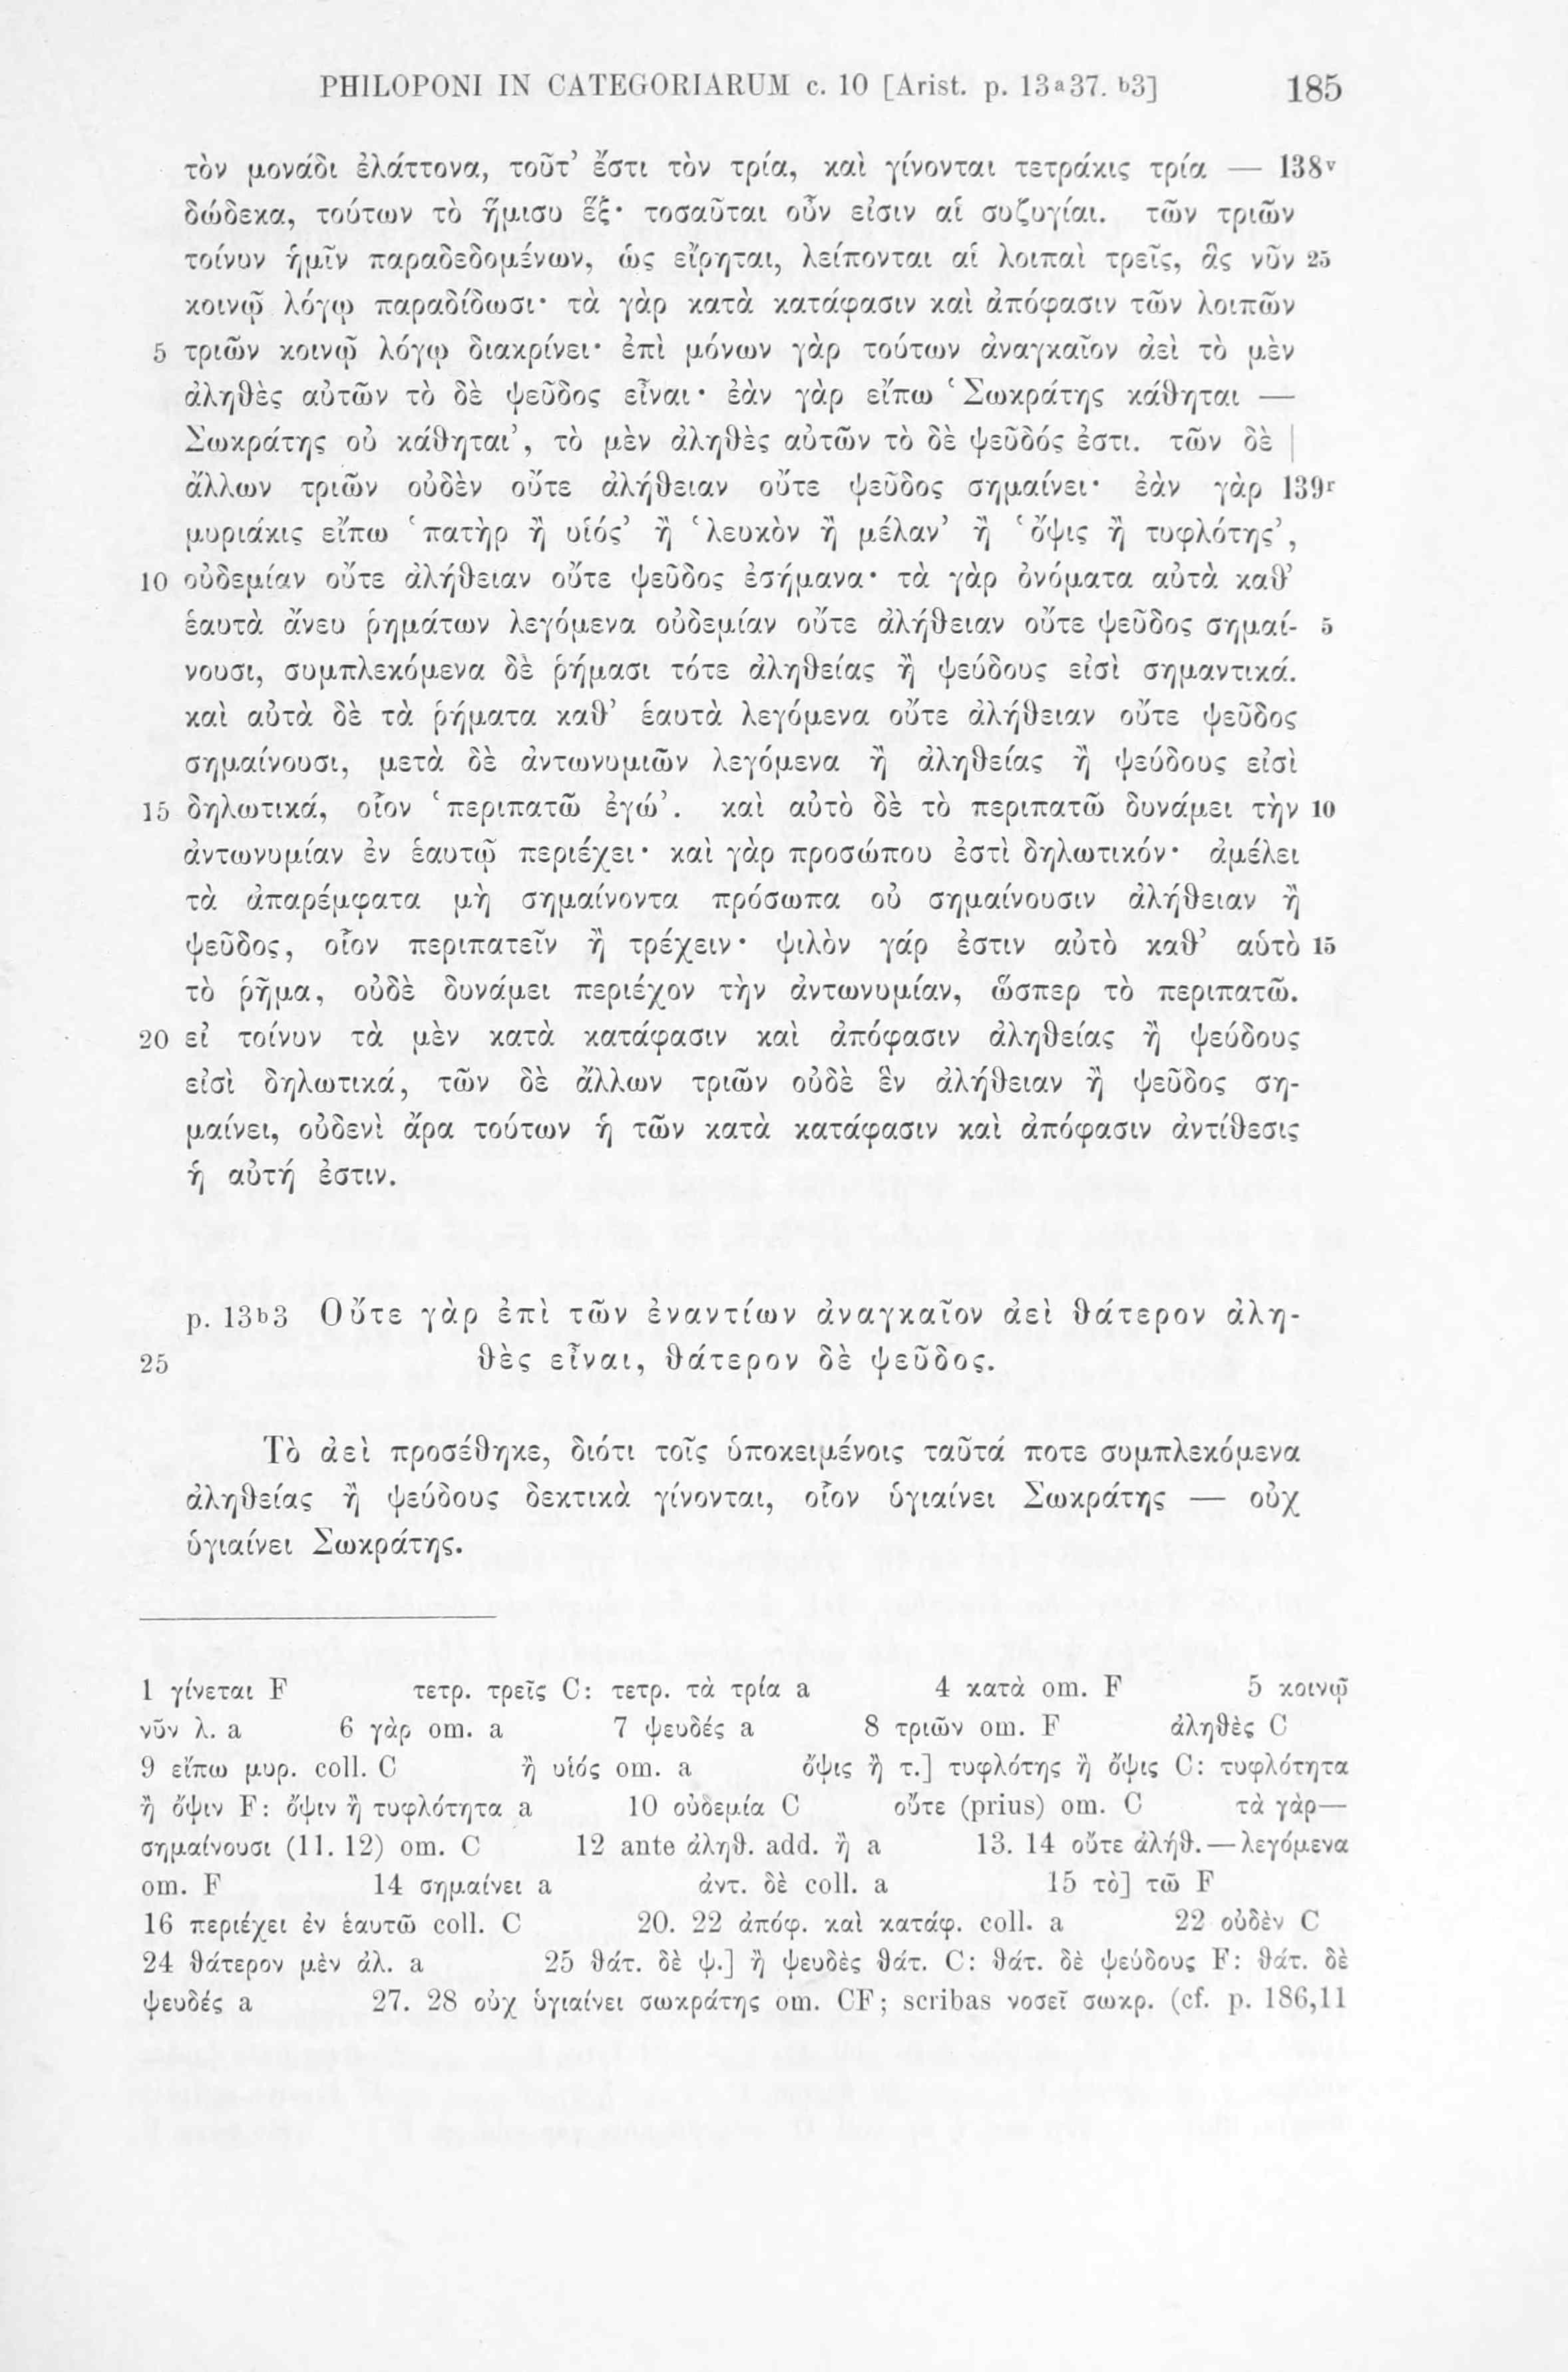 PHILOPONI IN CATEGORIARUM c. 10 [Arist. p. 13a37. b3] 185
τὸν μονάδι ἐλάττονα, τοῦτ’ ἔστι τὸν τρία, καὶ γίνονται τετράκις τρία — 138v
δώδεκα, τούτων τὸ ἥμισυ ἕξ· τοσαῦται οὖν εἰσιν αἱ συζυγίαι. τῶν τριῶν
τοίνυν ἡμῖν παραδεδομένων, ὡς εἴρηται, λείπονται αἱ λοιπαὶ τρεῖς, ἃς νῦν 25
κοινῷ λόγῳ παραδίδωσι· τὰ γὰρ κατὰ κατάφασιν καὶ ἀπόφασιν τῶν λοιπῶν
5 τριῶν κοινῷ λόγῳ διακρίνει· ἐπὶ μόνων γὰρ τούτων ἀναγκαῖον ἀεὶ τὸ μὲν
ἀληθὲς αὐτῶν τὸ δὲ ψεῦδος εἶναι· ἐὰν γὰρ εἴπω ‘Σωκράτης κάθηται —
Σωκράτης οὐ κάθηται’, τὸ μὲν ἀληθὲς αὐτῶν τὸ δὲ ψεῦδός ἐστι. τῶν δὲ |
ἄλλων τριῶν οὐδὲν οὔτε ἀλήθειαν οὔτε ψεῦδος σημαίνει· ἐὰν γὰρ 139r
μυριάκις εἴπω ‘πατὴρ ἢ υἱός’ ἢ ‘λευκὸν ἢ μέλαν’ ἢ ‘ὄψις ἢ τυφλότης’,
10 οὐδεμίαν οὔτε ἀλήθειαν οὔτε ψεῦδος ἐσήμανα· τὰ γὰρ ὀνόματα αὐτὰ καθ’
ἑαυτὰ ἄνευ ῥημάτων λεγόμενα οὐδεμίαν οὔτε ἀλήθειαν οὔτε ψεῦδος σημαί- 5
νουσι, συμπλεκόμενα δὲ ῥήμασι τότε ἀληθείας ἢ ψεύδους εἰσὶ σημαντικά.
καὶ αὐτὰ δὲ τὰ ῥήματα καθ’ ἑαυτὰ λεγόμενα οὔτε ἀλήθειαν οὔτε ψεῦδος
σημαίνουσι, μετὰ δὲ ἀντωνυμιῶν λεγόμενα ἢ ἀληθείας ἢ ψεύδους εἰσὶ
15 δηλωτικά, οἷον ‘περιπατῶ ἐγώ’. καὶ αὐτὸ δὲ τὸ περιπατῶ δυνάμει τὴν 10
ἀντωνυμίαν ἐν ἑαυτῷ περιέχει· καὶ γὰρ προσώπου ἐστὶ δηλωτικόν· ἀμέλει
τὰ ἀπαρέμφατα μὴ σημαίνοντα πρόσωπα οὐ σημαίνουσιν ἀλήθειαν ἢ
ψεῦδος, οἷον περιπατεῖν ἢ τρέχειν· ψιλὸν γάρ ἐστιν αὐτὸ καθ’ αὑτὸ 15
τὸ ῥῆμα, οὐδὲ δυνάμει περιέχον τὴν ἀντωνυμίαν, ὥσπερ τὸ περιπατῶ.
20 εἰ τοίνυν τὰ μὲν κατὰ κατάφασιν καὶ ἀπόφασιν ἀληθείας ἢ ψεύδους
εἰσὶ δηλωτικά, τῶν δὲ ἄλλων τριῶν οὐδὲ ἓν ἀλήθειαν ἢ ψεῦδος ση-
μαίνει, οὐδενὶ ἄρα τούτων ἡ τῶν κατὰ κατάφασιν καὶ ἀπόφασιν ἀντίθεσις
ἡ αὐτή ἐστιν.
p. 13b3 Οὔτε γὰρ ἐπὶ τῶν ἐναντίων ἀναγκαῖον ἀεὶ θάτερον ἀλη-
25 θὲς εἶναι, θάτερον δὲ ψεῦδος.
Τὸ ἀεὶ προσέθηκε, διότι τοῖς ὑποκειμένοις ταῦτά ποτε συμπλεκόμενα
ἀληθείας ἢ ψεύδους δεκτικὰ γίνονται, οἷον ὑγιαίνει Σωκράτης — οὐχ
ὑγιαίνει Σωκράτης.
1 γίνεται F τετρ. τρεῖς C: τετρ. τὰ τρία a 4 κατὰ om. F 5 κοινῷ
νῦν λ. a 6 γὰρ om. a 7 ψευδές a 8 τριῶν om. F ἀληθὲς C
9 εἴπω μυρ. coll. C ἢ υἱός om. a ὄψις ἢ τ.] τυφλότης ἢ ὄψις C: τυφλότητα
ἢ ὄψιν F: ὄψιν ἢ τυφλότητα a 10 οὐδεμία C οὔτε (prius) om. C τὰ γὰρ—
σημαίνουσι (11. 12) om. C 12 ante ἀληθ. add. ἢ a 13. 14 οὔτε ἀλήθ.—λεγόμενα
om. F 14 σημαίνει a ἀντ. δὲ coll. a 15 τὸ] τῶ F
16 περιέχει ἐν ἑαυτῶ coll. C 20. 22 ἀπόφ. καὶ κατάφ. coll. a 22 οὐδὲν C
24 θάτερον μὲν ἀλ. a 25 θάτ. δὲ ψ.] ἢ ψευδὲς θάτ. C: θάτ. δὲ ψεύδους F: θάτ. δὲ
ψευδές a 27. 28 οὐχ ὑγιαίνει σωκράτης om. CF; scribas νοσεῖ σωκρ. (cf. p. 186,11